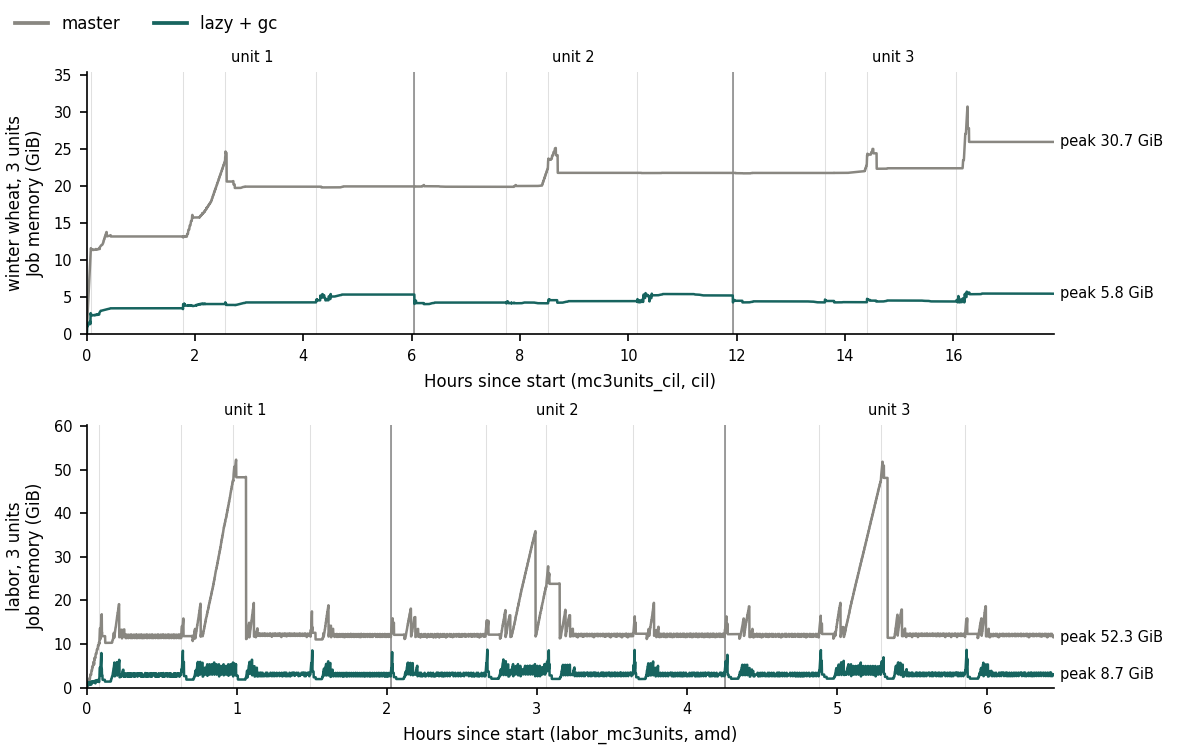 master   lazy + gc
unit 1   unit 2   unit 3
winter wheat, 3 units
Job memory (GiB)
35
30
25
20
15
10
5
0
peak 30.7 GiB
peak 5.8 GiB
0   2   4   6   8   10   12   14   16
Hours since start (mc3units_cil, cil)
unit 1   unit 2   unit 3
labor, 3 units
Job memory (GiB)
60
50
40
30
20
10
0
peak 52.3 GiB
peak 8.7 GiB
0   1   2   3   4   5   6
Hours since start (labor_mc3units, amd)